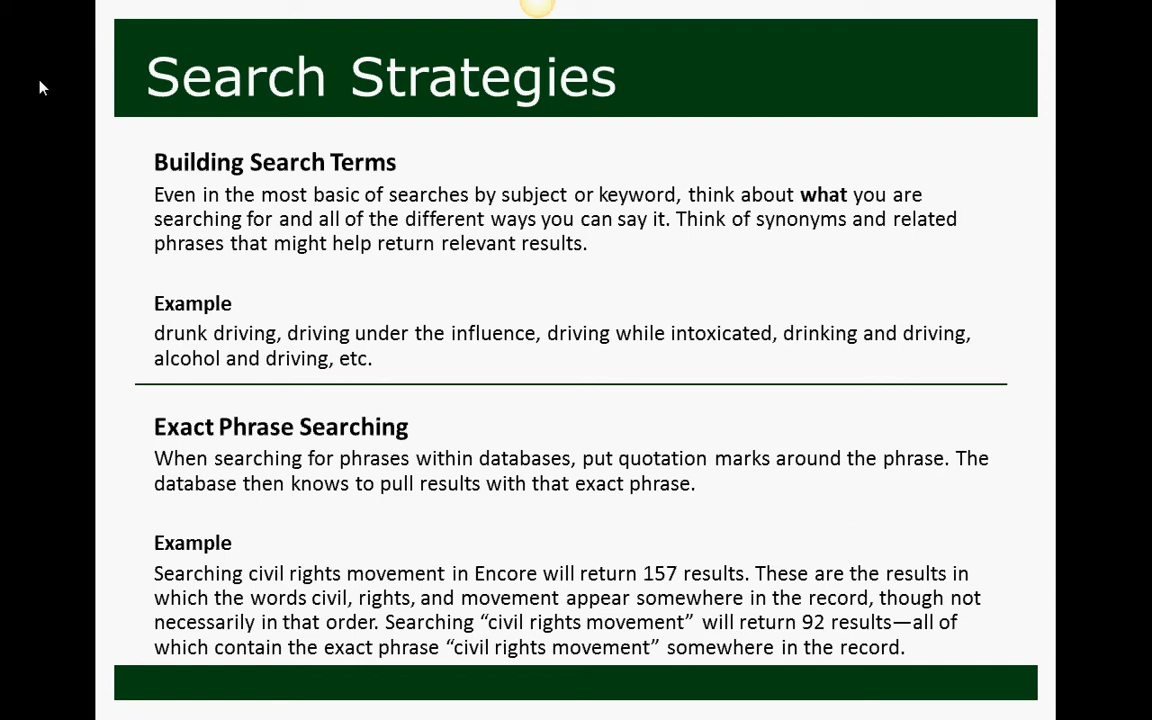 Search Strategies
Building Search Terms
Even in the most basic of searches by subject or keyword, think about what you are
searching for and all of the different ways you can say it. Think of synonyms and related
phrases that might help return relevant results.
Example
drunk driving, driving under the influence, driving while intoxicated, drinking and driving,
alcohol and driving, etc.
Exact Phrase Searching
When searching for phrases within databases, put quotation marks around the phrase. The
database then knows to pull results with that exact phrase.
Example
Searching civil rights movement in Encore will return 157 results. These are the results in
which the words civil, rights, and movement appear somewhere in the record, though not
necessarily in that order. Searching “civil rights movement” will return 92 results—all of
which contain the exact phrase “civil rights movement” somewhere in the record.